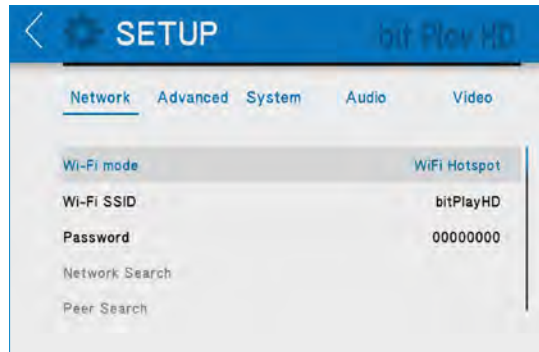 SETUP
bit Play HD
Network Advanced System Audio Video
Wi-Fi mode WiFi Hotspot
Wi-Fi SSID bitPlayHD
Password 00000000
Network Search
Peer Search